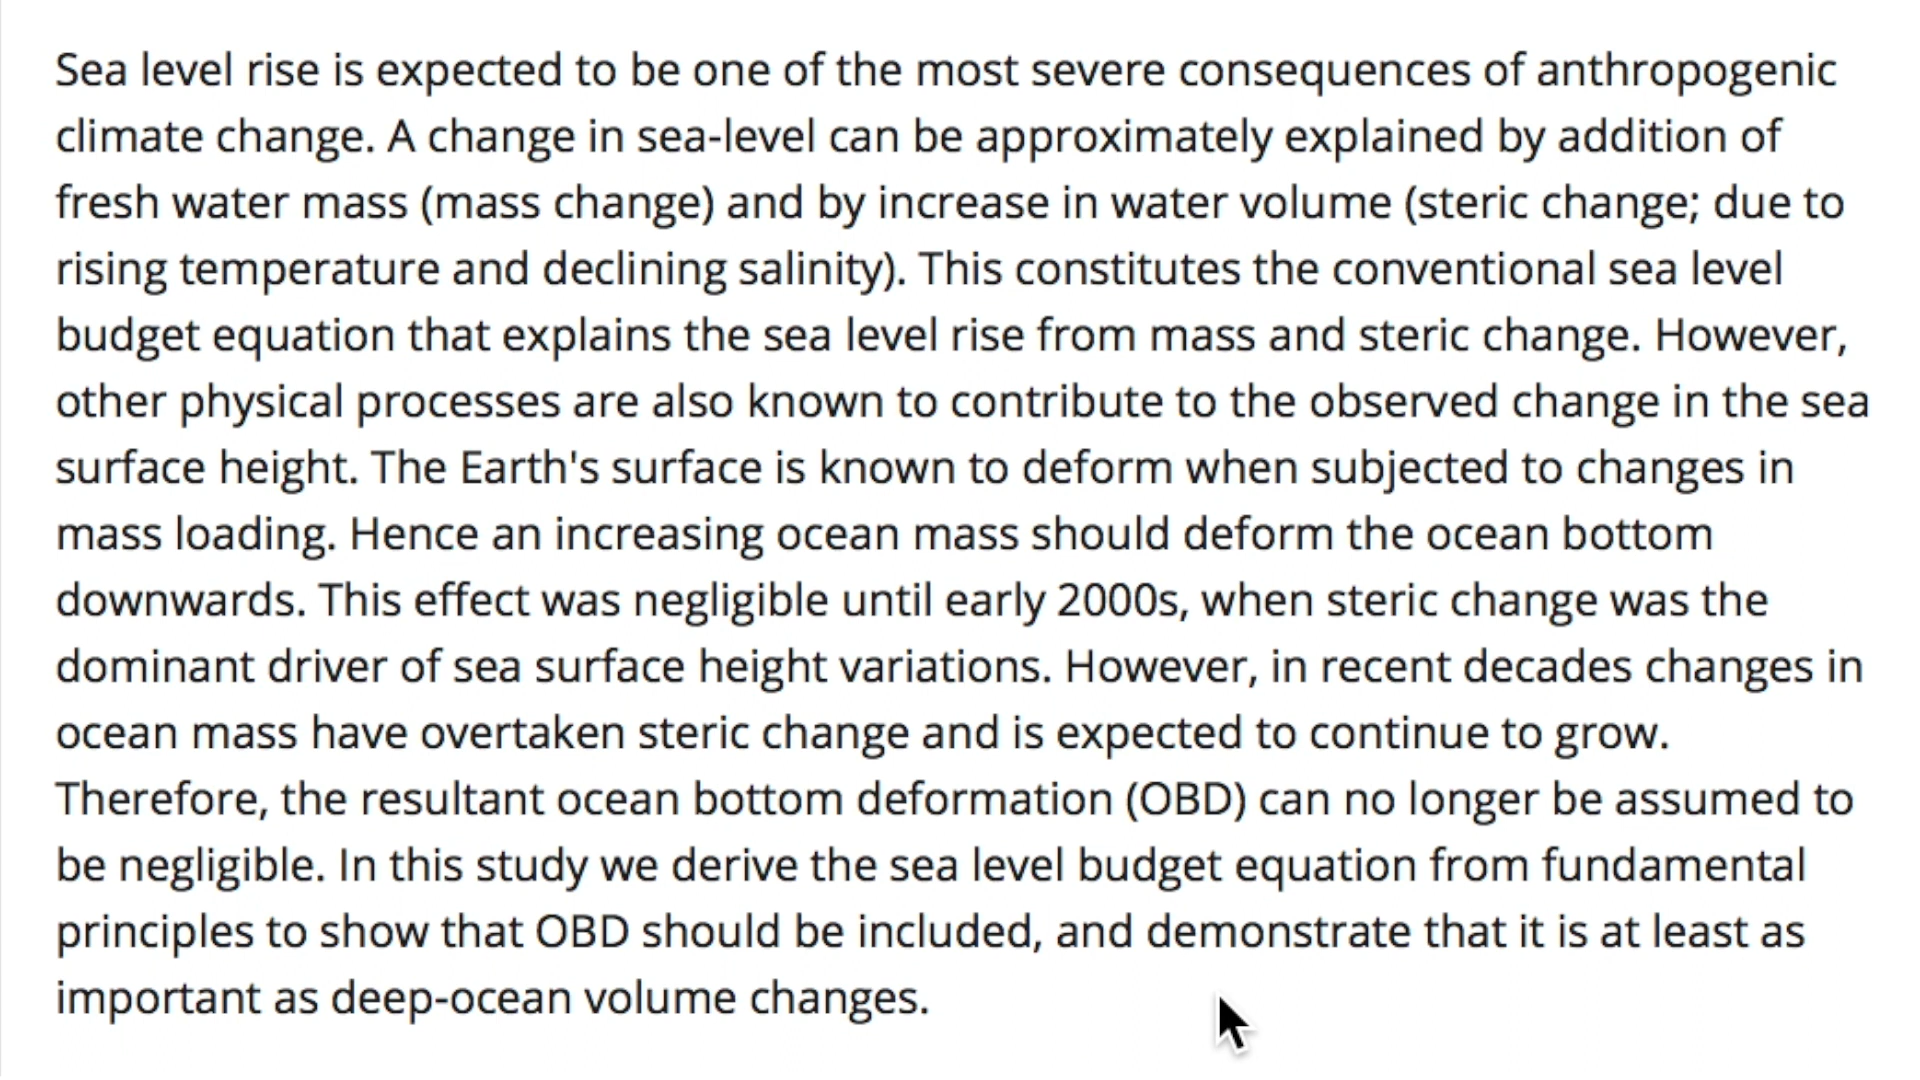 Sea level rise is expected to be one of the most severe consequences of anthropogenic
climate change. A change in sea-level can be approximately explained by addition of
fresh water mass (mass change) and by increase in water volume (steric change; due to
rising temperature and declining salinity). This constitutes the conventional sea level
budget equation that explains the sea level rise from mass and steric change. However,
other physical processes are also known to contribute to the observed change in the sea
surface height. The Earth's surface is known to deform when subjected to changes in
mass loading. Hence an increasing ocean mass should deform the ocean bottom
downwards. This effect was negligible until early 2000s, when steric change was the
dominant driver of sea surface height variations. However, in recent decades changes in
ocean mass have overtaken steric change and is expected to continue to grow.
Therefore, the resultant ocean bottom deformation (OBD) can no longer be assumed to
be negligible. In this study we derive the sea level budget equation from fundamental
principles to show that OBD should be included, and demonstrate that it is at least as
important as deep-ocean volume changes.